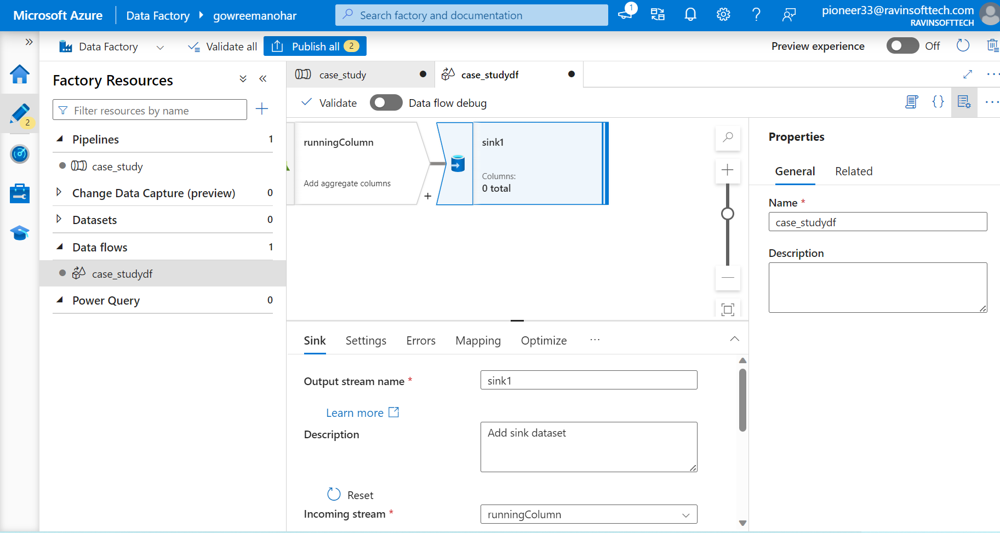 Microsoft Azure
Data Factory
gowreemanohar
Search factory and documentation
1
pioneer33@ravinsofttech.com
RAVINSOFTTECH
Data Factory
Validate all
Publish all 2
Preview experience
Off
2
Factory Resources
Filter resources by name
Pipelines 1
case_study
Change Data Capture (preview) 0
Datasets 0
Data flows 1
case_studydf
Power Query 0
case_study
case_studydf
Validate
Data flow debug
{}
runningColumn
Add aggregate columns
+
sink1
Columns:
0 total
Sink
Settings
Errors
Mapping
Optimize
Output stream name *
sink1
Learn more
Description
Add sink dataset
Reset
Incoming stream *
runningColumn
Properties
General
Related
Name *
case_studydf
Description